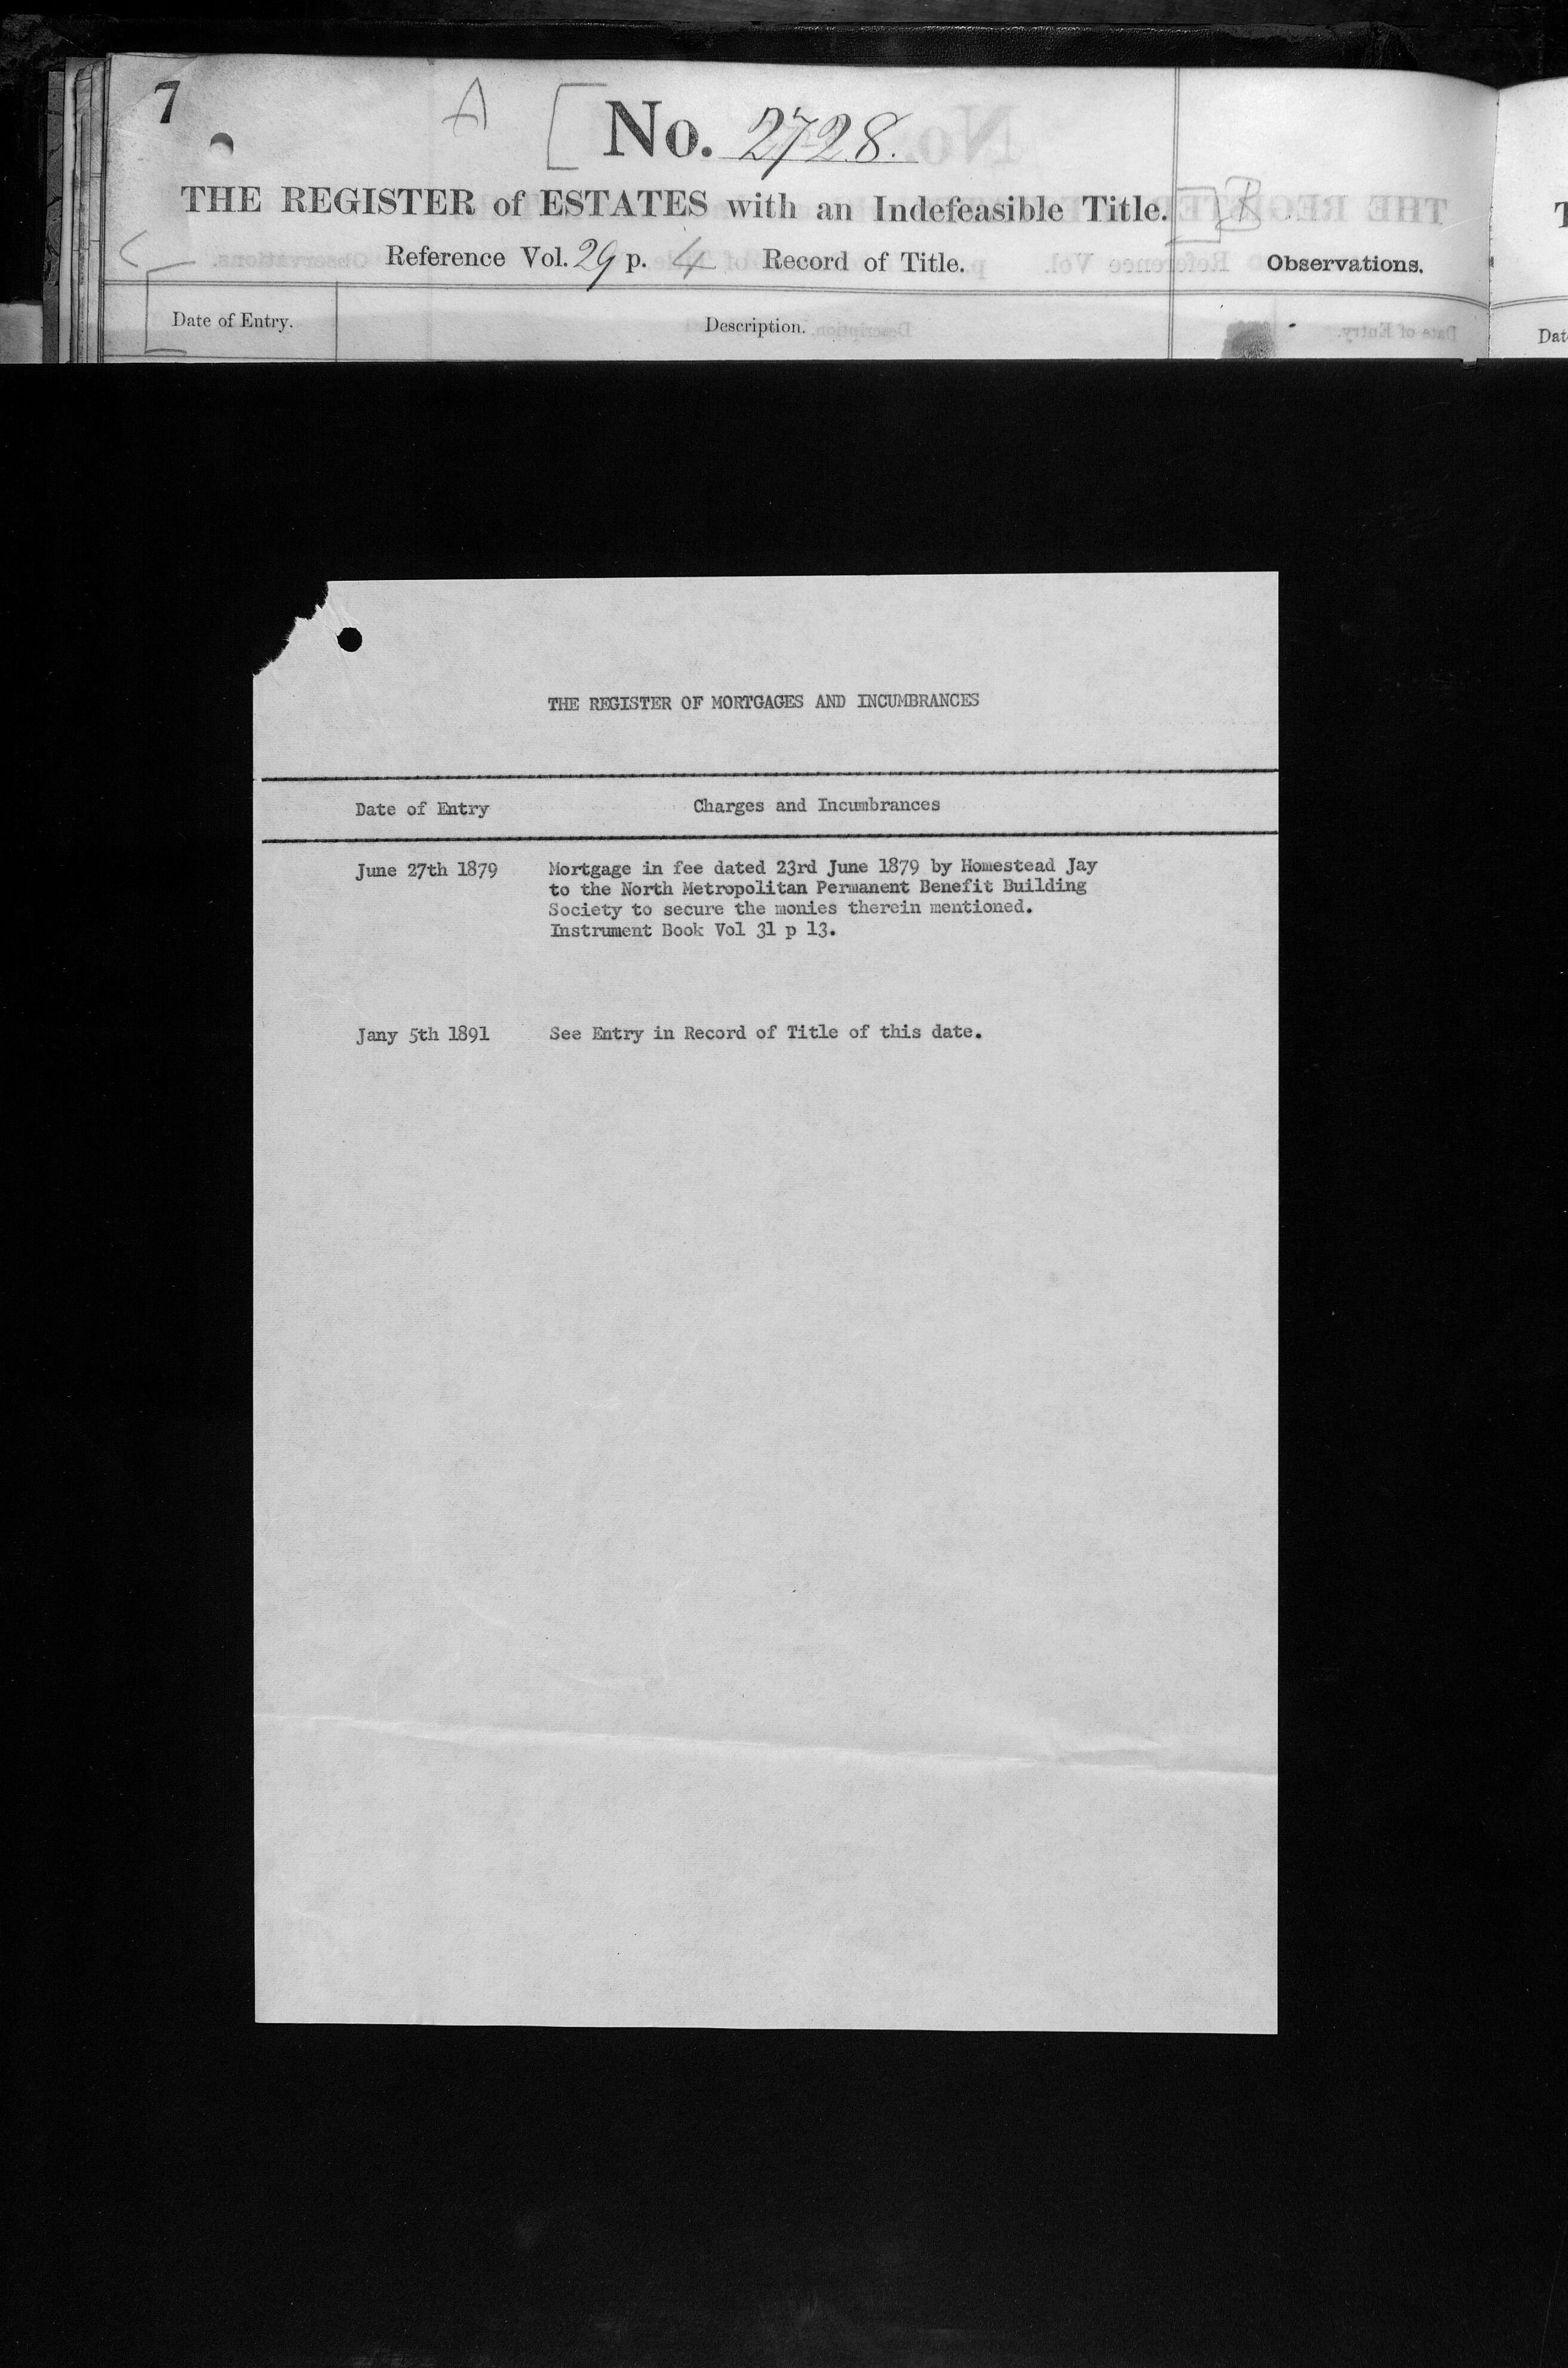 7
A
No. 2728.
THE REGISTER of ESTATES with an Indefeasible Title.
B
Reference Vol. 29 p. 4 Record of Title.
Observations.
Date of Entry.
Description.
THE REGISTER OF MORTGAGES AND INCUMBRANCES
Date of Entry Charges and Incumbrances
June 27th 1879 Mortgage in fee dated 23rd June 1879 by Homestead Jay
to the North Metropolitan Permanent Benefit Building
Society to secure the monies therein mentioned.
Instrument Book Vol 31 p 13.
Jany 5th 1891 See Entry in Record of Title of this date.